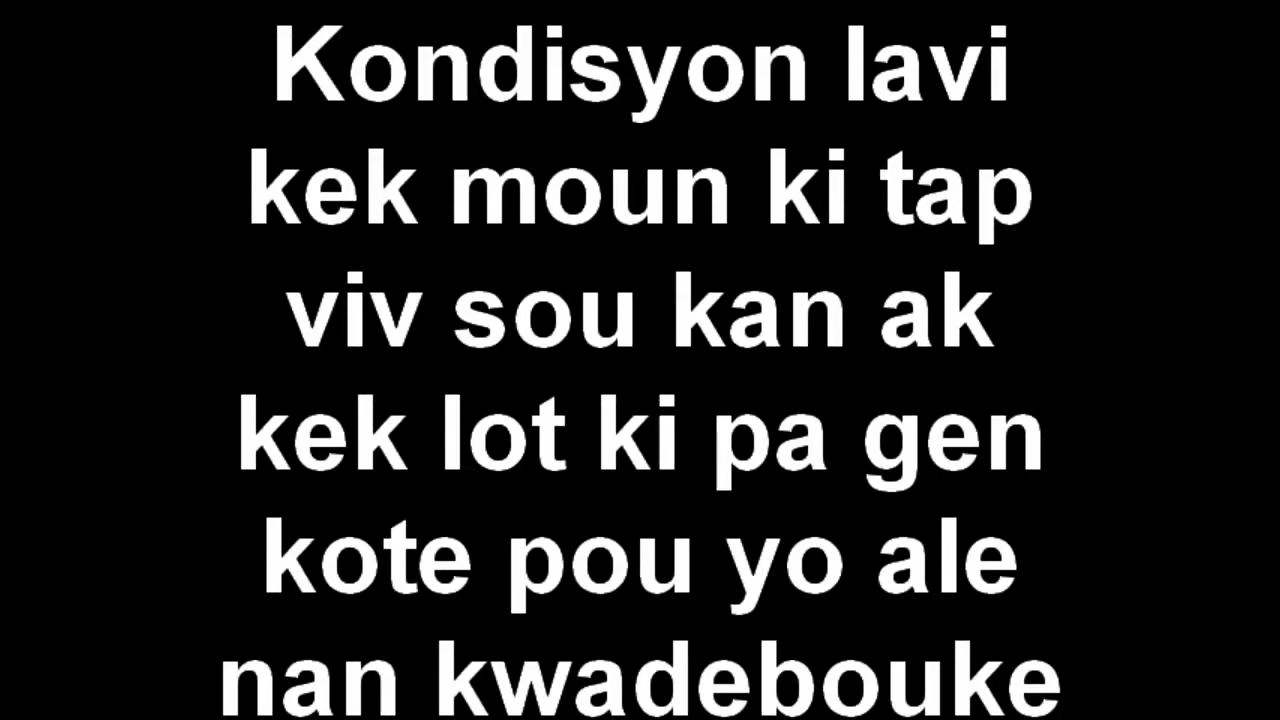 Kondisyon lavi
kek moun ki tap
viv sou kan ak
kek lot ki pa gen
kote pou yo ale
nan kwadebouke